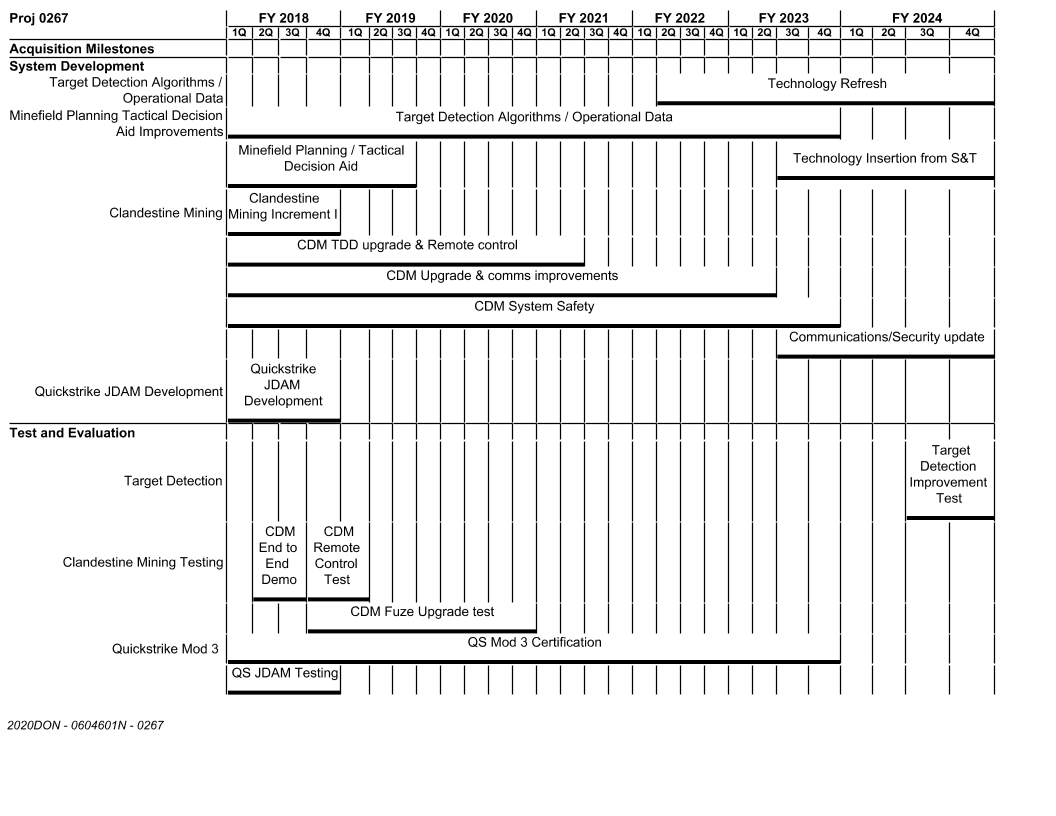 Proj 0267 FY 2018 FY 2019 FY 2020 FY 2021 FY 2022 FY 2023 FY 2024
1Q 2Q 3Q 4Q 1Q 2Q 3Q 4Q 1Q 2Q 3Q 4Q 1Q 2Q 3Q 4Q 1Q 2Q 3Q 4Q 1Q 2Q 3Q 4Q 1Q 2Q 3Q 4Q
Acquisition Milestones
System Development
Target Detection Algorithms /
Operational Data
Technology Refresh
Minefield Planning Tactical Decision
Aid Improvements
Target Detection Algorithms / Operational Data
Minefield Planning / Tactical
Decision Aid
Technology Insertion from S&T
Clandestine Mining
Clandestine
Mining Increment I
CDM TDD upgrade & Remote control
CDM Upgrade & comms improvements
CDM System Safety
Communications/Security update
Quickstrike JDAM Development
Quickstrike
JDAM
Development
Test and Evaluation
Target Detection
Target
Detection
Improvement
Test
Clandestine Mining Testing
CDM
End to
End
Demo
CDM
Remote
Control
Test
CDM Fuze Upgrade test
Quickstrike Mod 3
QS Mod 3 Certification
QS JDAM Testing
2020DON - 0604601N - 0267